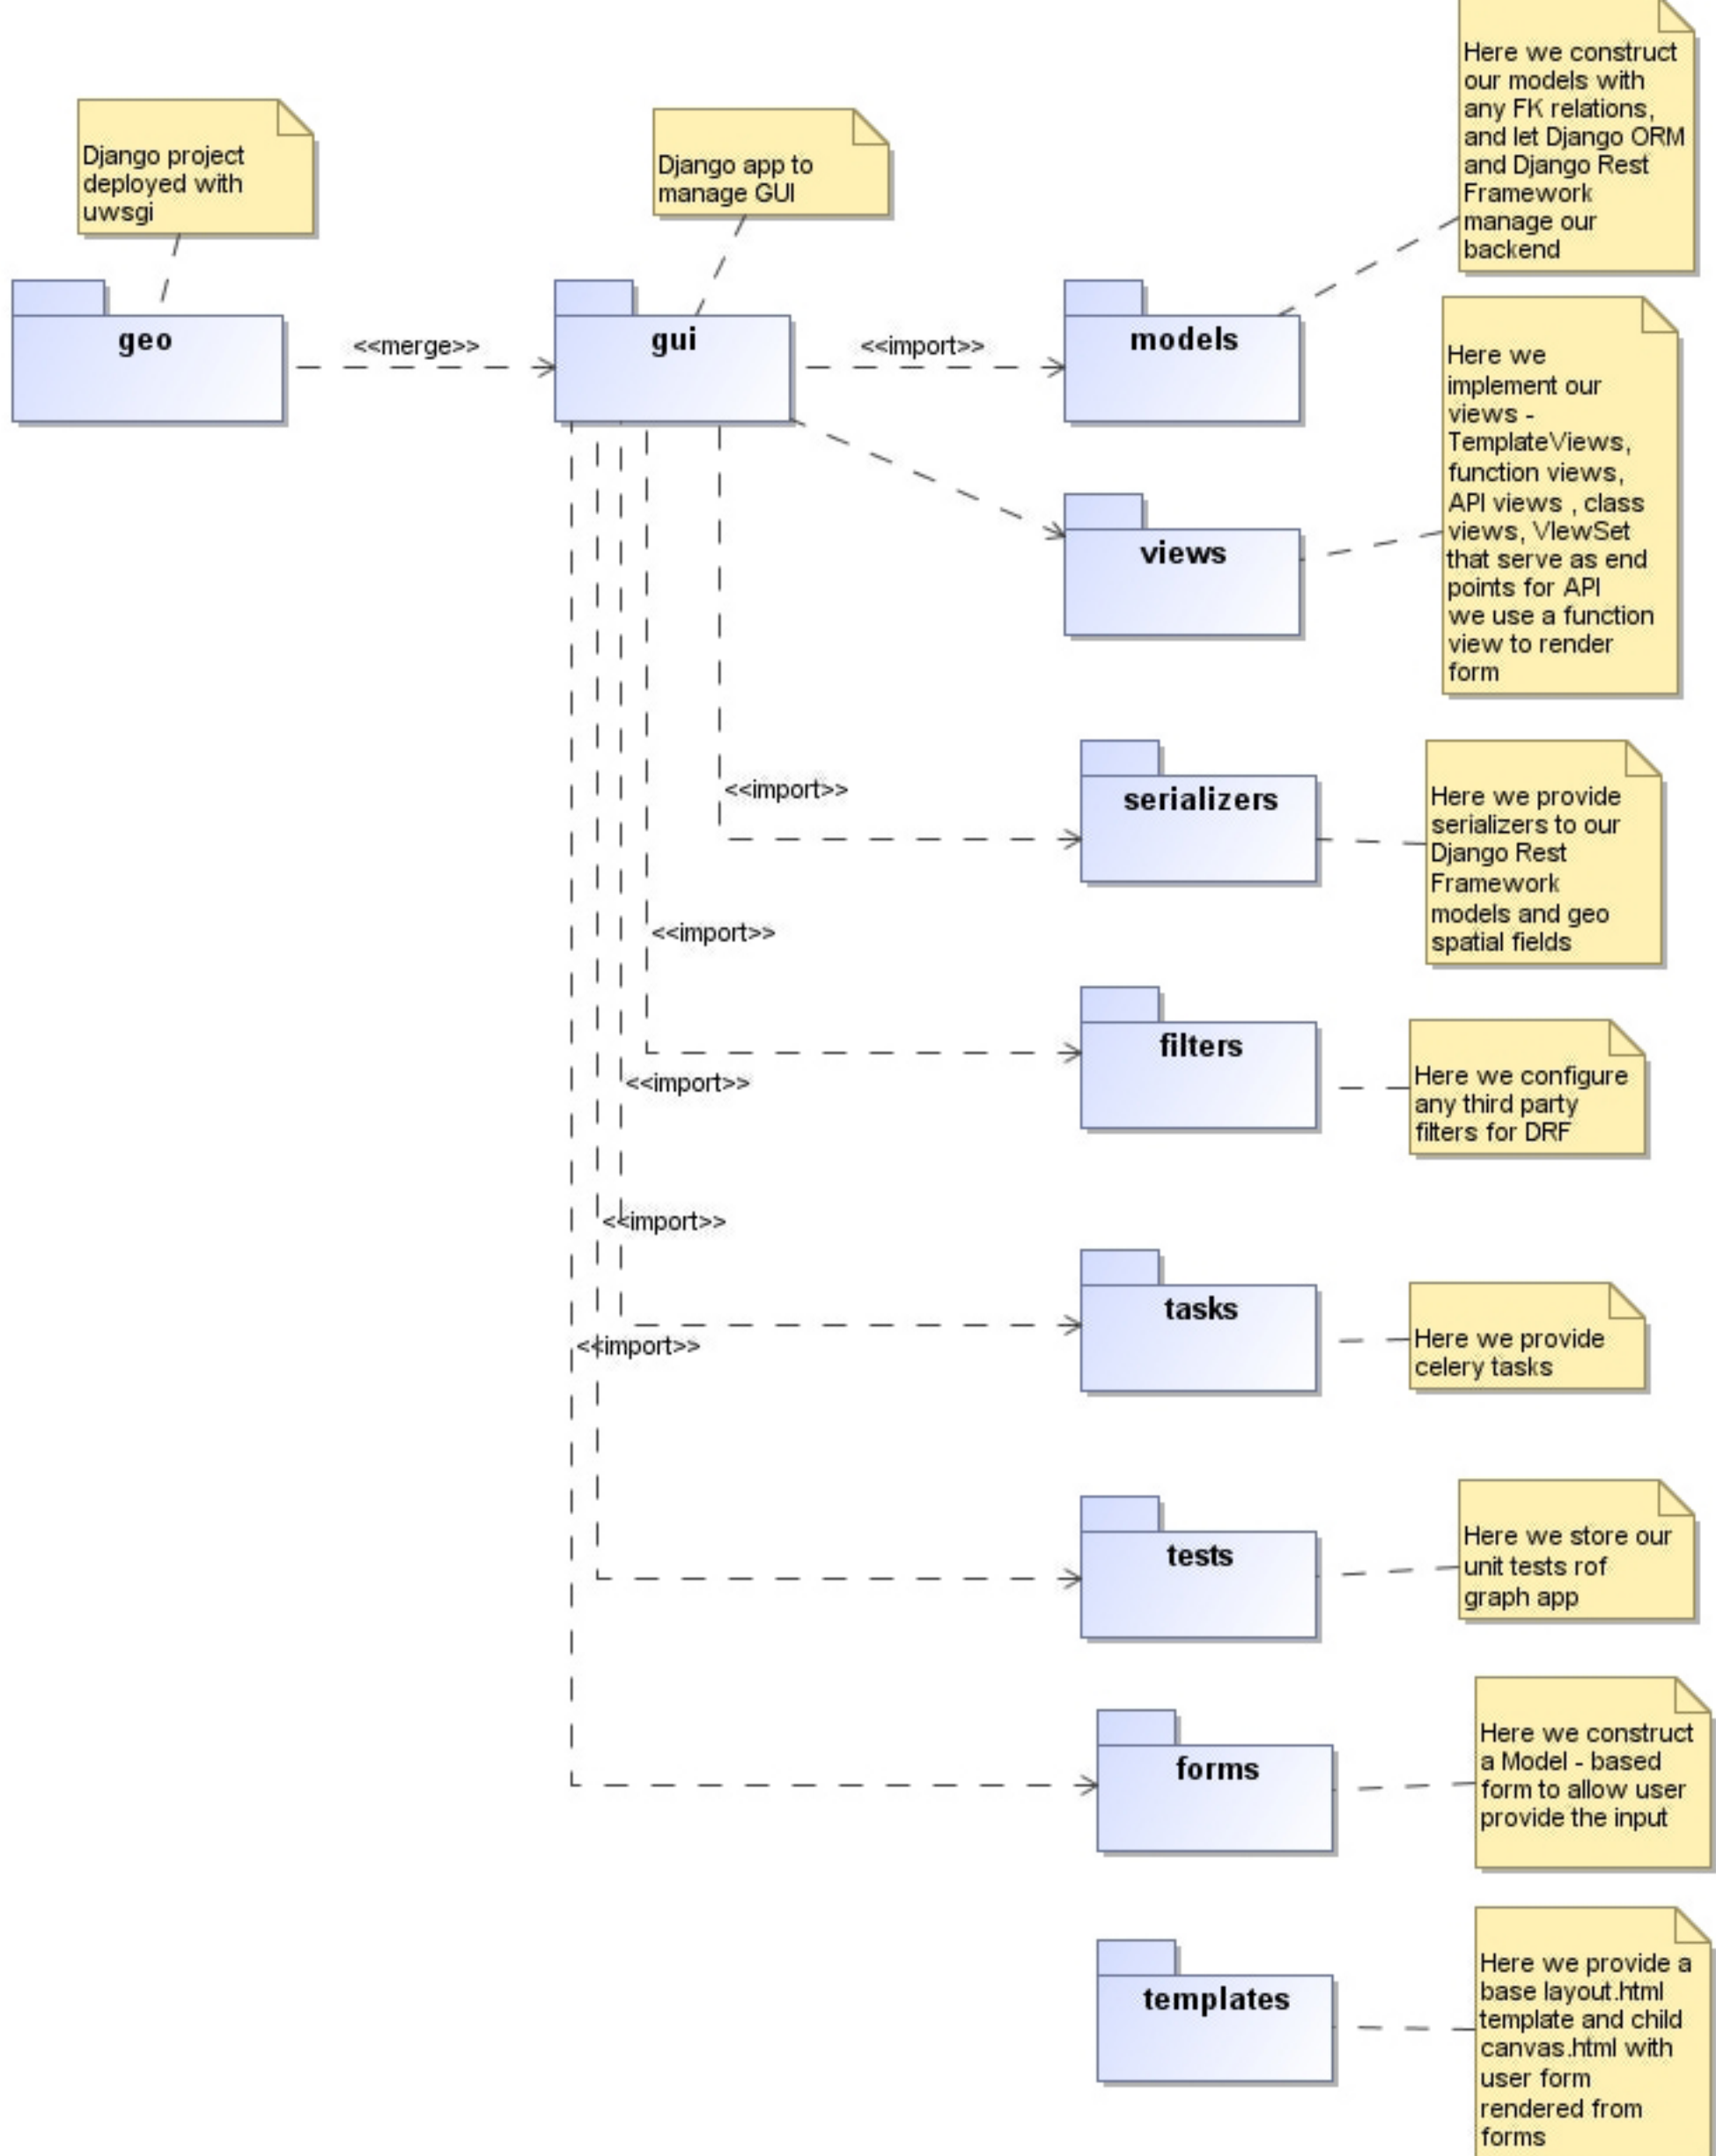 Here we construct
our models with
any FK relations,
and let Django ORM
and Django Rest
Framework
manage our
backend
Django project
deployed with
uwsgi
Django app to
manage GUI
geo
<<merge>>
gui
<<import>>
models
Here we
implement our
views -
TemplateViews,
function views,
API views , class
views, VIewSet
that serve as end
points for API
we use a function
view to render
form
views
<<import>>
serializers
Here we provide
serializers to our
Django Rest
Framework
models and geo
spatial fields
<<import>>
filters
Here we configure
any third party
filters for DRF
<<import>>
<<import>>
tasks
Here we provide
celery tasks
<<import>>
tests
Here we store our
unit tests rof
graph app
forms
Here we construct
a Model - based
form to allow user
provide the input
templates
Here we provide a
base layout.html
template and child
canvas.html with
user form
rendered from
forms